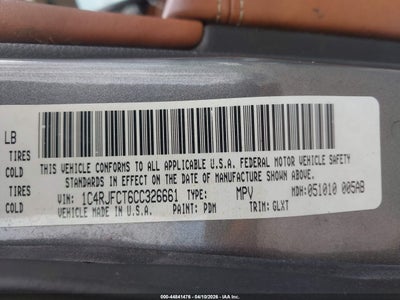 LB
TIRES
COLD
THIS VEHICLE CONFORMS TO ALL APPLICABLE U.S.A. FEDERAL MOTOR VEHICLE SAFETY
STANDARDS IN EFFECT ON THE DATE OF MANUFACTURE SHOWN ABOVE.
TIRES
COLD
VIN: 1C4RJFCT6CC326661 TYPE: MPV MDH: 051010 005AB
VEHICLE MADE IN U.S.A. PAINT: PDM TRIM: GLXT
000-44841476 - 04/10/2026 - IAA Inc.